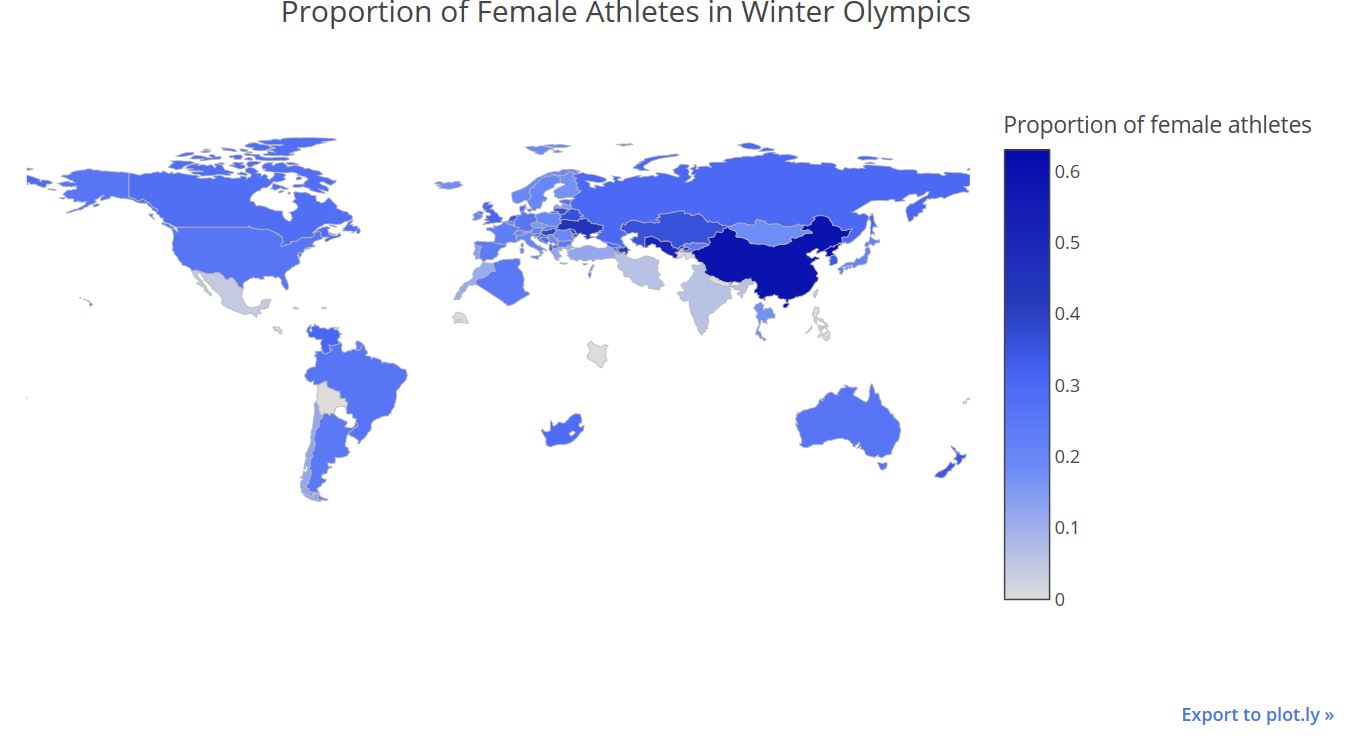 Proportion of Female Athletes in Winter Olympics
Proportion of female athletes
0.6
0.5
0.4
0.3
0.2
0.1
0
Export to plot.ly »